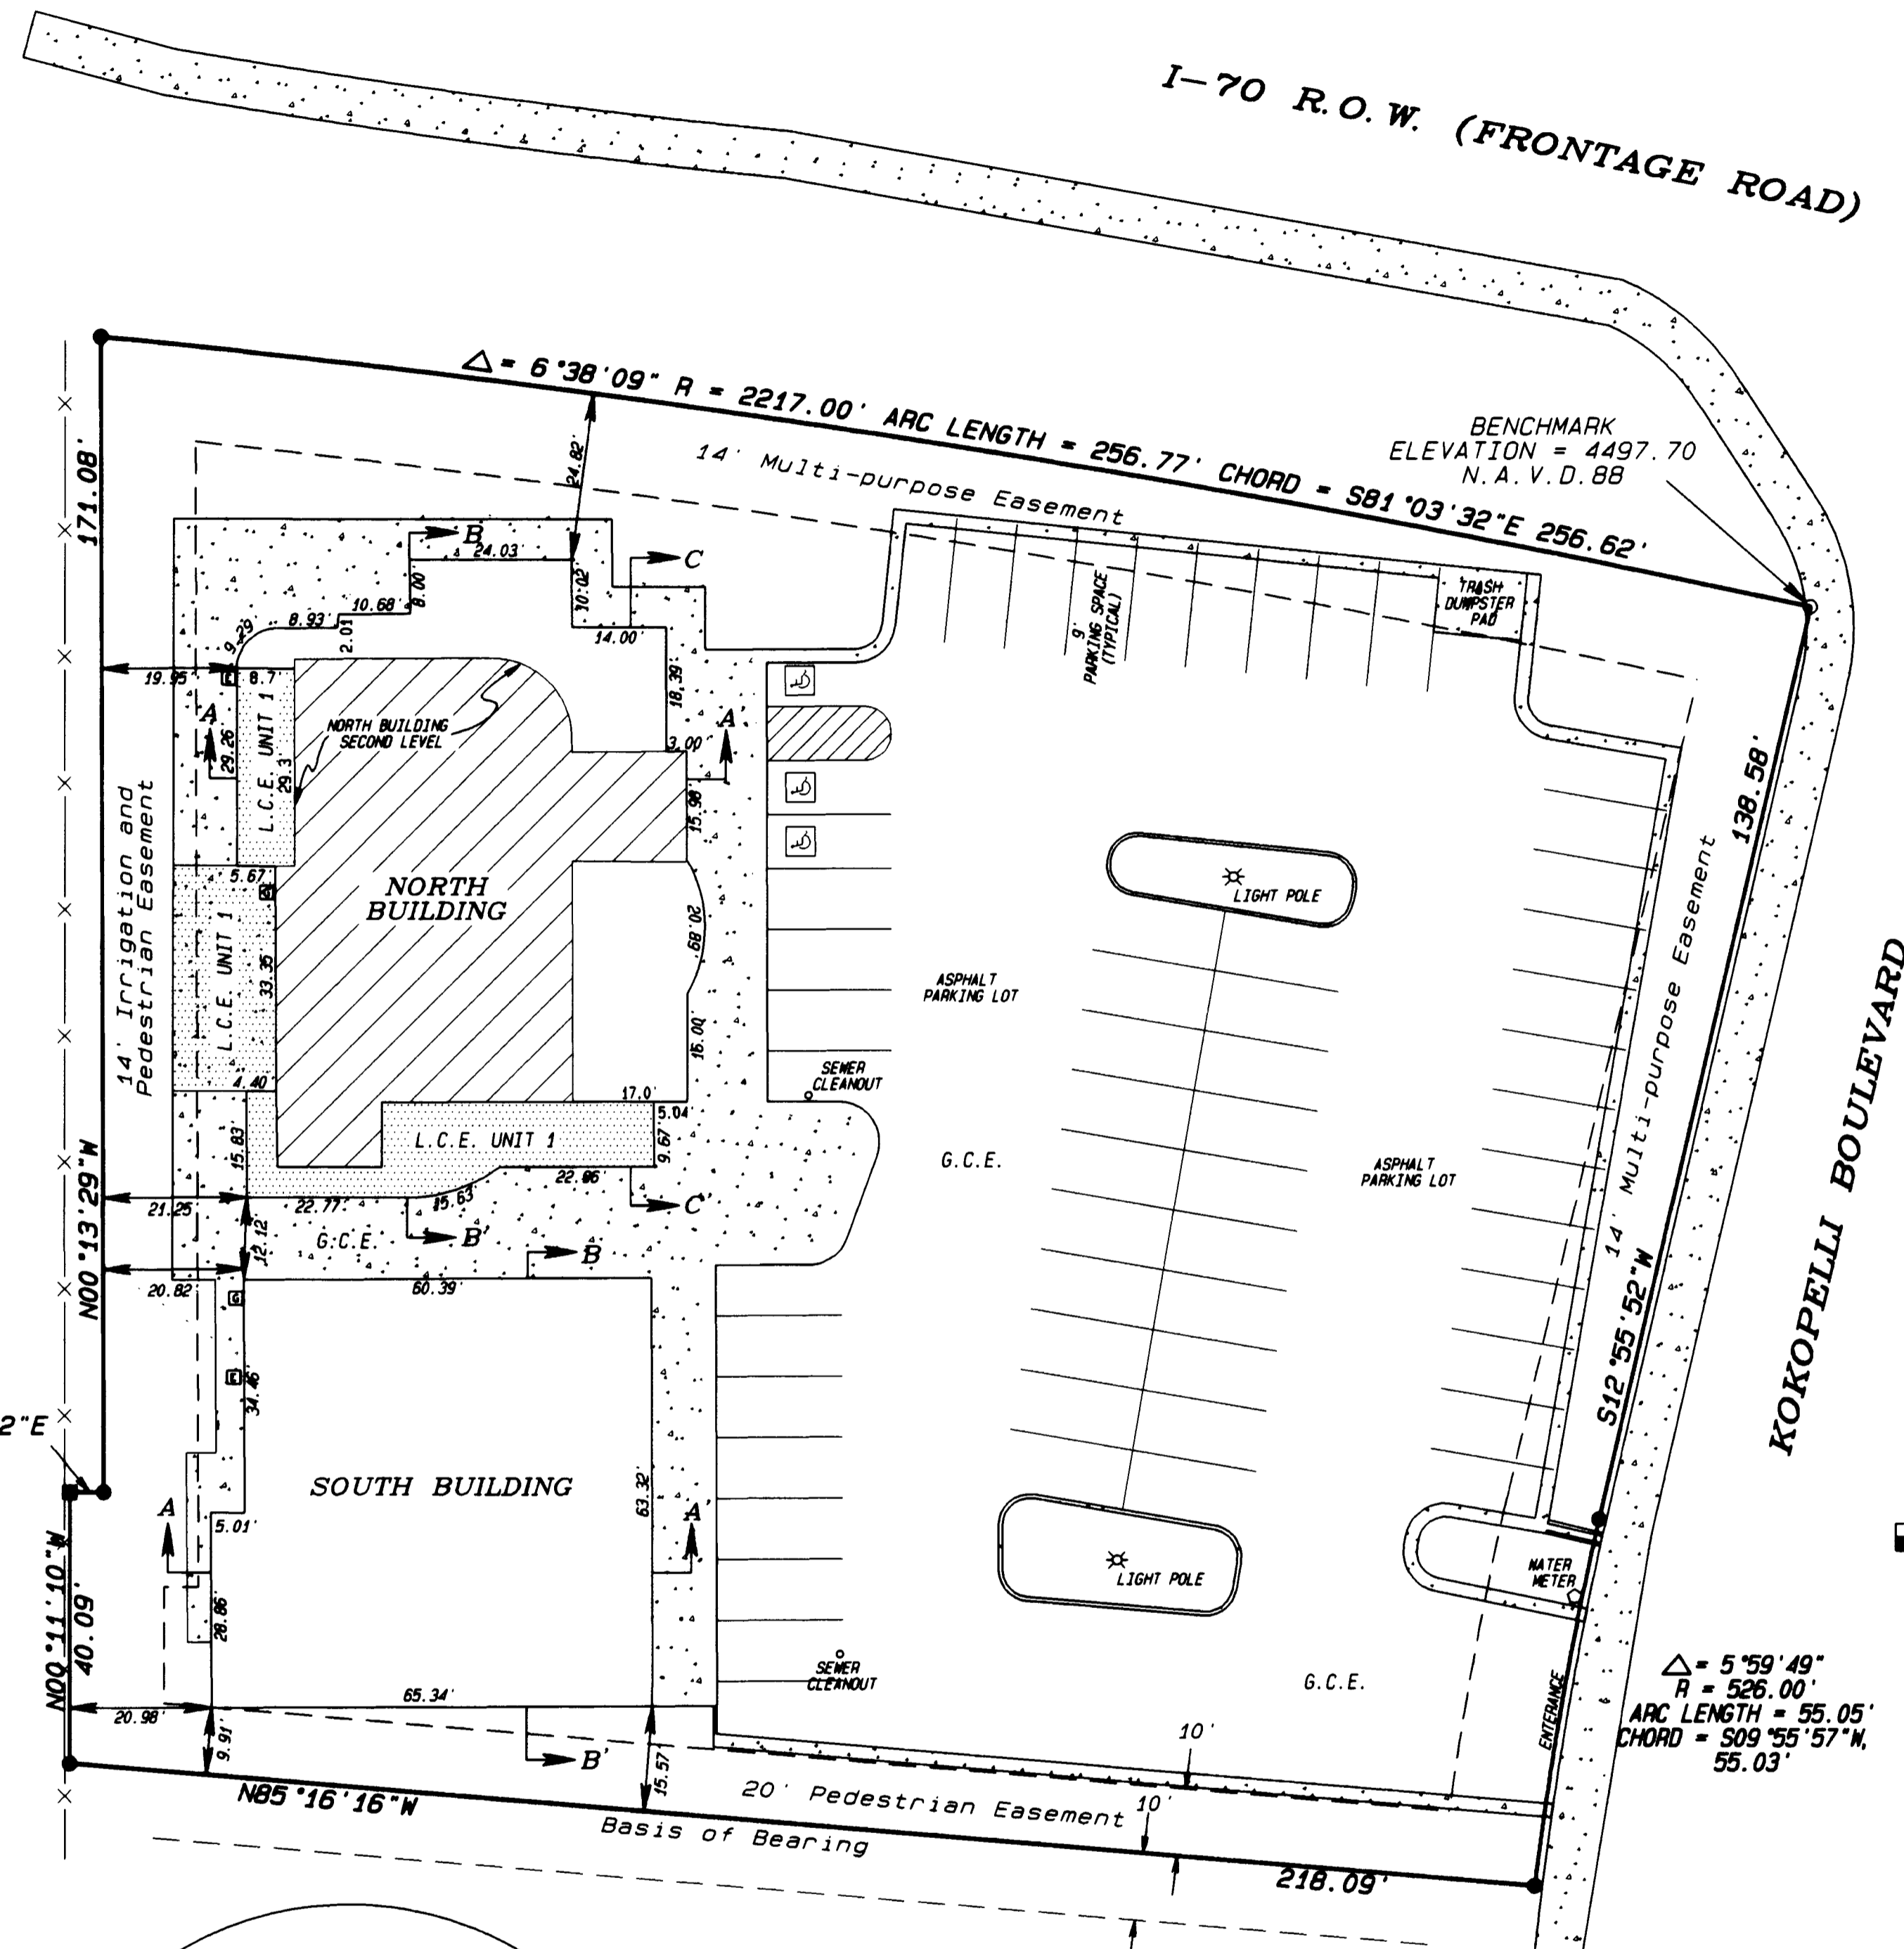 I-70 R.O.W. (FRONTAGE ROAD)
△ = 6°38'09" R = 2217.00' ARC LENGTH = 256.77' CHORD = S81°03'32"E 256.62'
14' Multi-purpose Easement
BENCHMARK
ELEVATION = 4497.70
N.A.V.D.88
171.08'
N00°13'29"W
24.82'
B
24.03'
C
8.00'
10.02'
10.68'
8.93'
2.01'
9.29'
14.00'
19.95'
E
8.7'
18.39'
A
29.26'
L.C.E. UNIT 1
29.3
NORTH BUILDING
SECOND LEVEL
3.00'
A'
15.98'
9'
PARKING SPACE
(TYPICAL)
TRASH
DUMPSTER
PAD
14' Irrigation and
Pedestrian Easement
5.67'
NORTH
BUILDING
L.C.E. UNIT 1
33.35'
20.89'
16.00'
4.40'
17.0'
5.04'
L.C.E. UNIT 1
9.67'
15.83'
22.86'
15.63'
22.77'
21.25'
C'
B'
G.C.E.
12.12'
B
20.82'
60.39'
G
E
34.46'
SEWER
CLEANOUT
ASPHALT
PARKING LOT
G.C.E.
LIGHT POLE
ASPHALT
PARKING LOT
138.58'
S12°55'52"W
14' Multi-purpose Easement
KOKOPELLI BOULEVARD
2"E
A
SOUTH BUILDING
63.32'
A'
5.01'
28.86'
N00°11'10"W
40.09'
65.34'
20.98'
9.91'
B'
15.57'
SEWER
CLEANOUT
LIGHT POLE
WATER
METER
G.C.E.
ENTRANCE
△ = 5°59'49"
R = 526.00'
ARC LENGTH = 55.05'
CHORD = S09°55'57"W,
55.03'
10'
10'
N85°16'16"W
20' Pedestrian Easement
Basis of Bearing
218.09'